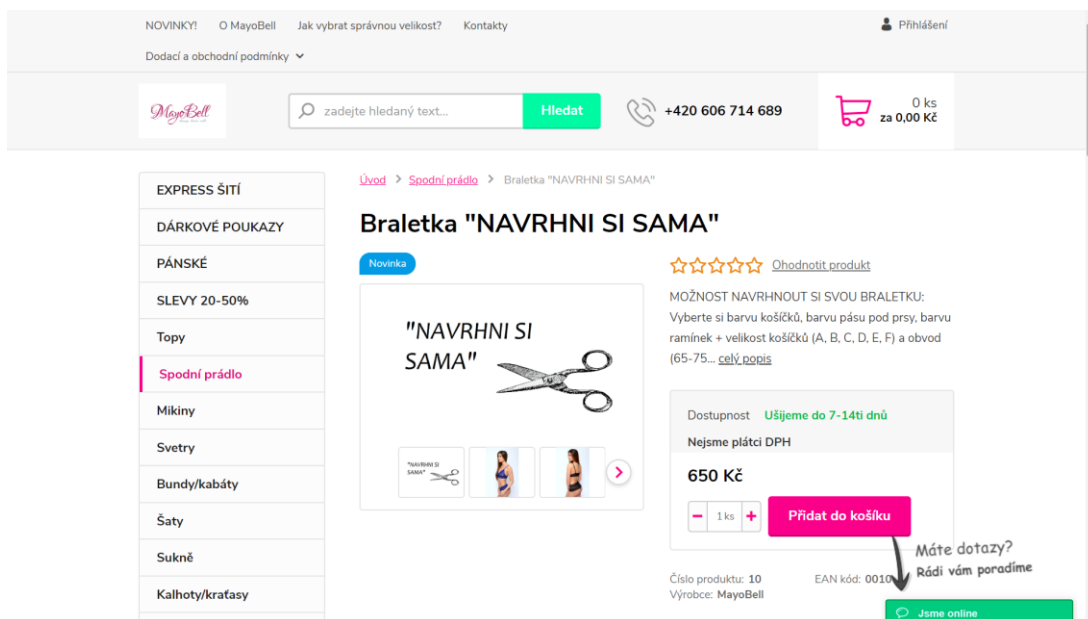 NOVINKY! O MayoBell Jak vybrat správnou velikost? Kontakty Přihlášení
Dodací a obchodní podmínky
MayoBell
zadejte hledaný text... Hledat +420 606 714 689
0 ks
za 0,00 Kč
EXPRESS ŠITÍ
DÁRKOVÉ POUKAZY
PÁNSKÉ
SLEVY 20-50%
Topy
Spodní prádlo
Mikiny
Svetry
Bundy/kabáty
Šaty
Sukně
Kalhoty/kraťasy
Úvod > Spodní prádlo > Braletka "NAVRHNI SI SAMA"
Braletka "NAVRHNI SI SAMA"
Novinka
"NAVRHNI SI
SAMA"
"NAVRHNI SI
SAMA"
Ohodnotit produkt
MOŽNOST NAVRHNOUT SI SVOU BRALETKU:
Vyberte si barvu košíčků, barvu pásu pod prsy, barvu
ramínek + velikost košíčků (A, B, C, D, E, F) a obvod
(65-75... celý popis
Dostupnost Ušijeme do 7-14ti dnů
Nejsme plátci DPH
650 Kč
1 ks Přidat do košíku
Máte dotazy?
Rádi vám poradíme
Číslo produktu: 10 EAN kód: 0010
Výrobce: MayoBell
Jsme online